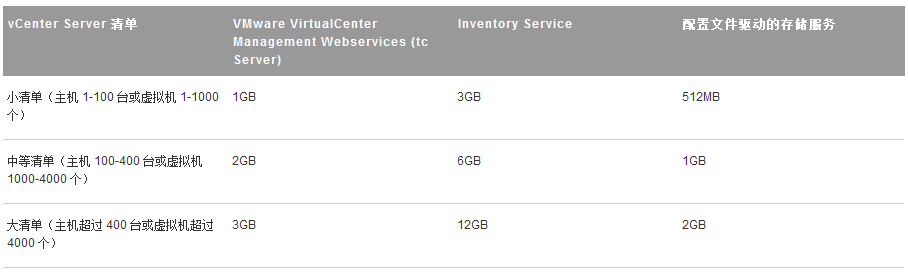 vCenter Server 清单
VMware VirtualCenter
Management Webservices (tc
Server)
Inventory Service
配置文件驱动的存储服务
小清单（主机 1-100 台或虚拟机 1-1000
个）
1GB
3GB
512MB
中等清单（主机 100-400 台或虚拟机
1000-4000 个）
2GB
6GB
1GB
大清单（主机超过 400 台或虚拟机超过
4000 个）
3GB
12GB
2GB